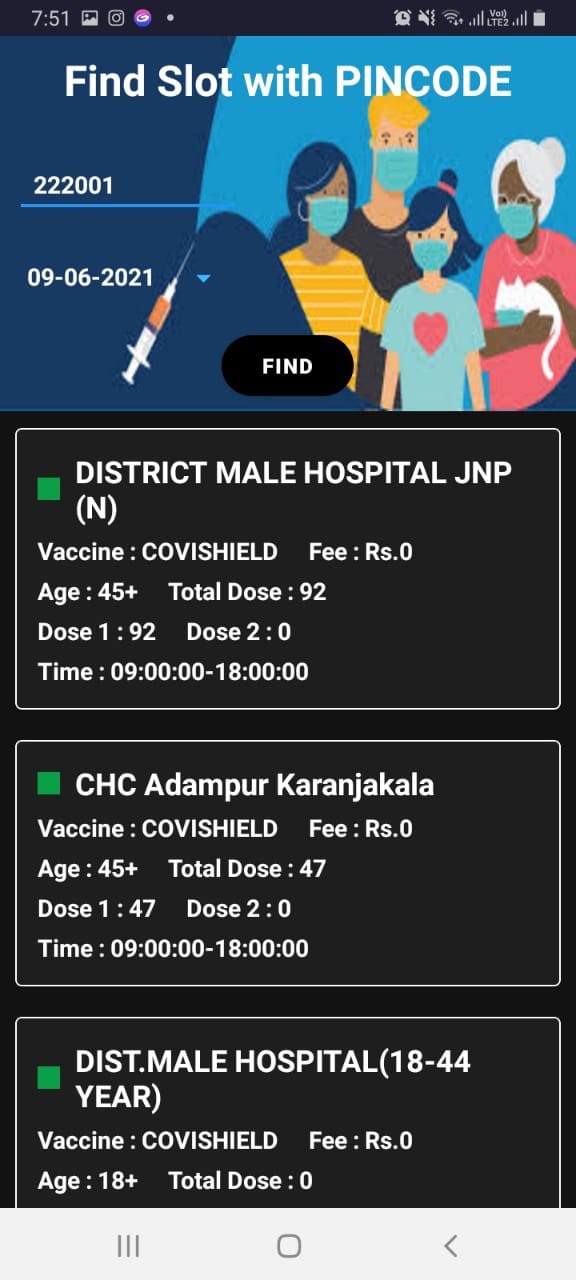 7:51
Vo)) LTE2
Find Slot with PINCODE
222001
09-06-2021
FIND
DISTRICT MALE HOSPITAL JNP
(N)
Vaccine : COVISHIELD Fee : Rs.0
Age : 45+ Total Dose : 92
Dose 1 : 92 Dose 2 : 0
Time : 09:00:00-18:00:00
CHC Adampur Karanjakala
Vaccine : COVISHIELD Fee : Rs.0
Age : 45+ Total Dose : 47
Dose 1 : 47 Dose 2 : 0
Time : 09:00:00-18:00:00
DIST.MALE HOSPITAL(18-44
YEAR)
Vaccine : COVISHIELD Fee : Rs.0
Age : 18+ Total Dose : 0